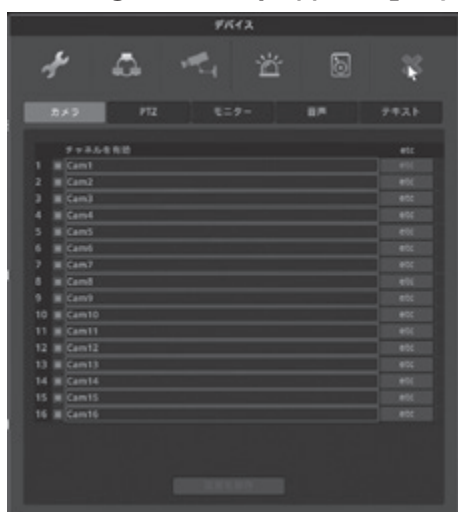 デバイス
カメラ PTZ モニター 音声 テキスト
チャネルを有効 etc
1 Cam1 etc
2 Cam2 etc
3 Cam3 etc
4 Cam4 etc
5 Cam5 etc
6 Cam6 etc
7 Cam7 etc
8 Cam8 etc
9 Cam9 etc
10 Cam10 etc
11 Cam11 etc
12 Cam12 etc
13 Cam13 etc
14 Cam14 etc
15 Cam15 etc
16 Cam16 etc